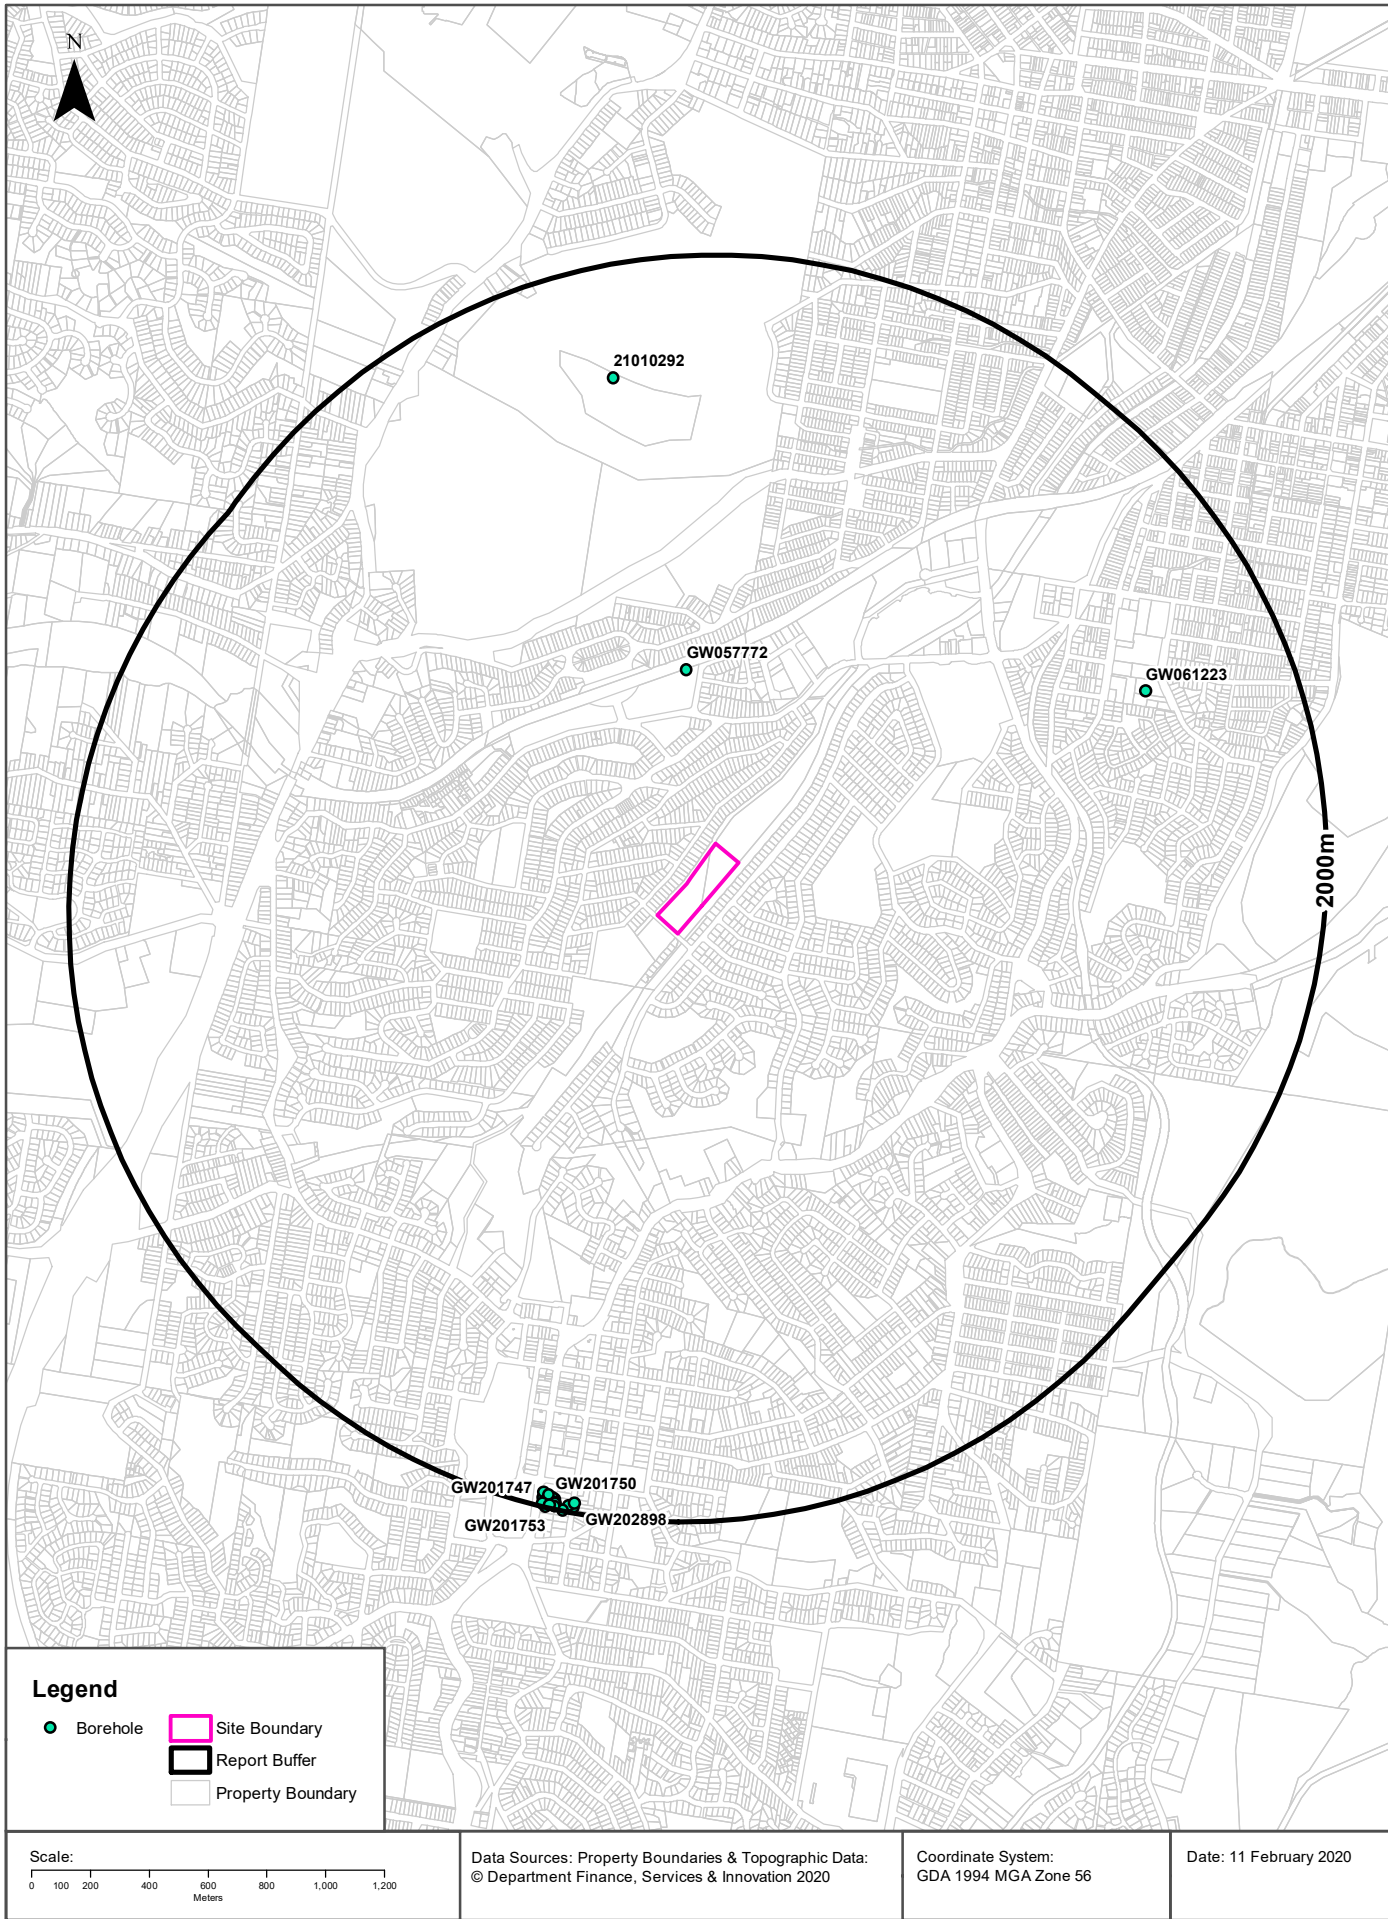 N
21010292
GW057772
GW061223
2000m
GW201747
GW201750
GW201753
GW202898
Legend
Borehole
Site Boundary
Report Buffer
Property Boundary
Scale:
0 100 200 400 600 800 1,000 1,200
Meters
Data Sources: Property Boundaries & Topographic Data:
© Department Finance, Services & Innovation 2020
Coordinate System:
GDA 1994 MGA Zone 56
Date: 11 February 2020